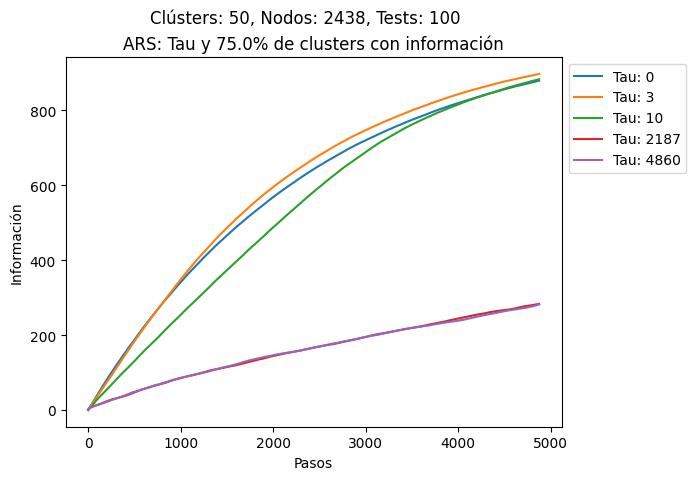 Clústers: 50, Nodos: 2438, Tests: 100
ARS: Tau y 75.0% de clusters con información
Tau: 0
Tau: 3
Tau: 10
Tau: 2187
Tau: 4860
Información
800
600
400
200
0
0 1000 2000 3000 4000 5000
Pasos